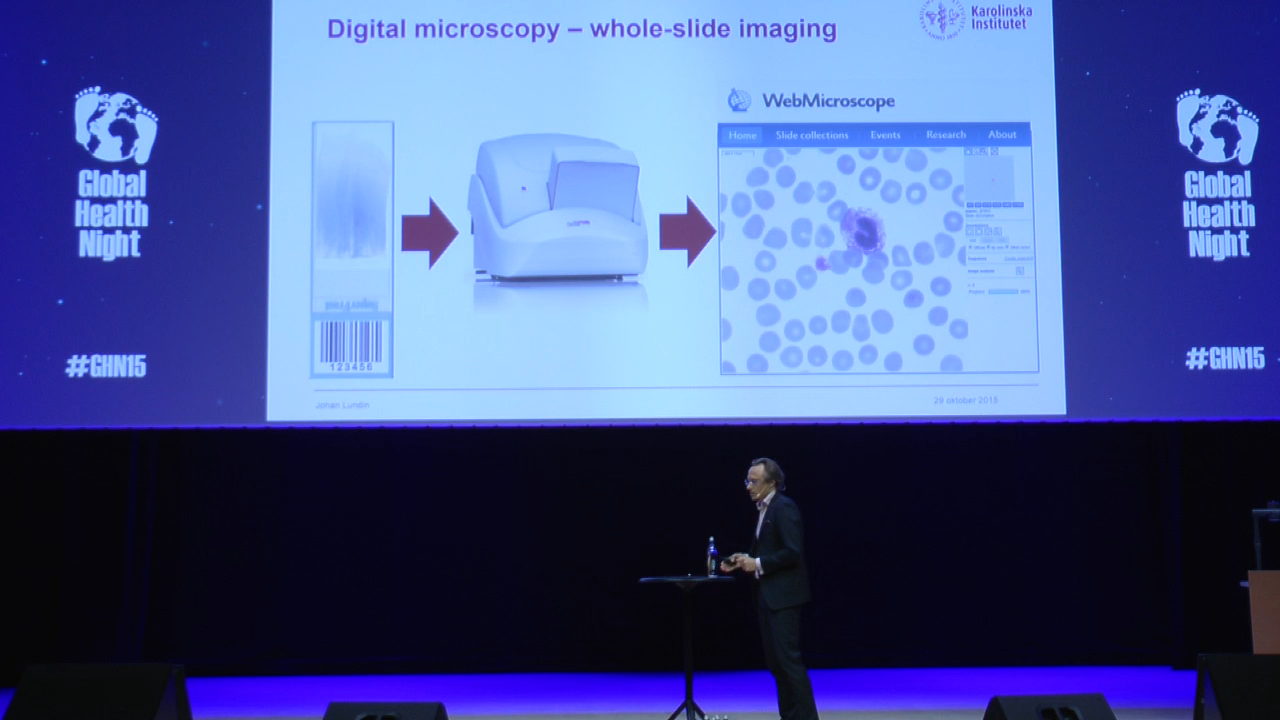 Digital microscopy – whole-slide imaging
Karolinska
Institutet
Global
Health
Night
#GHN15
WebMicroscope
Home Slide collections Events Research About
123456
Johan Lundin
29 oktober 2015
Global
Health
Night
#GHN15